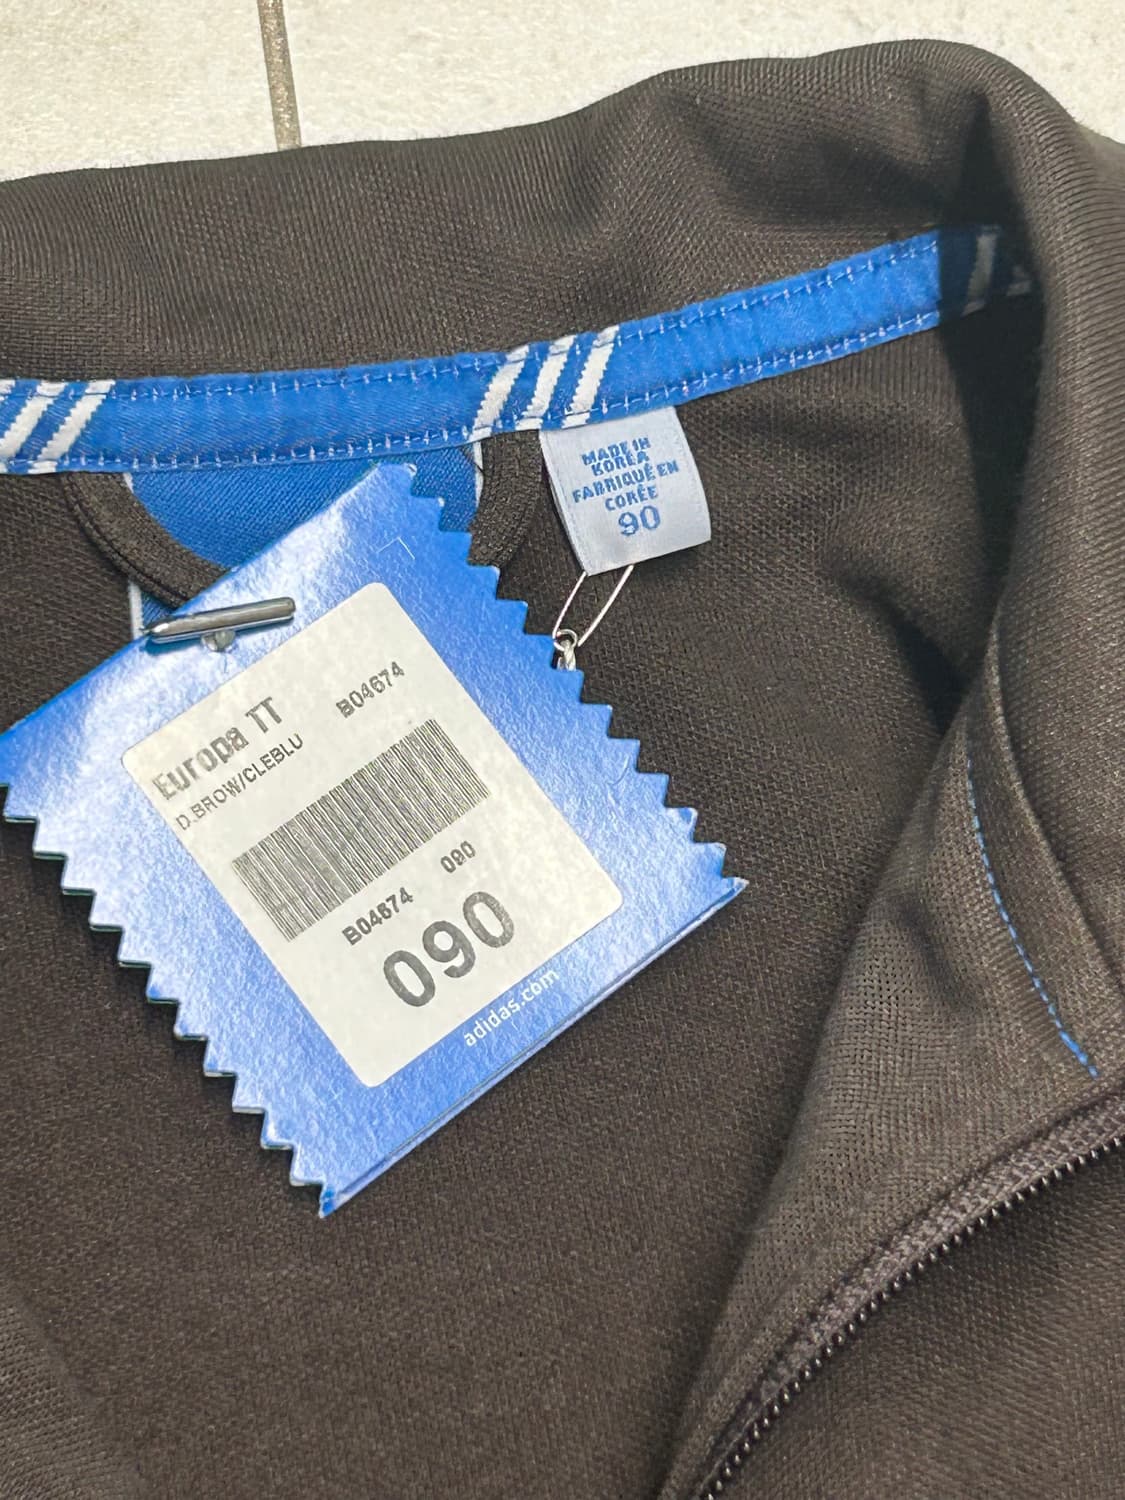 MADE IN
KOREA
FABRIQUÉ EN
CORÉE
90
Europa TT
B04674
D.BROW/CLEBLU
B04674
090
090
adidas.com